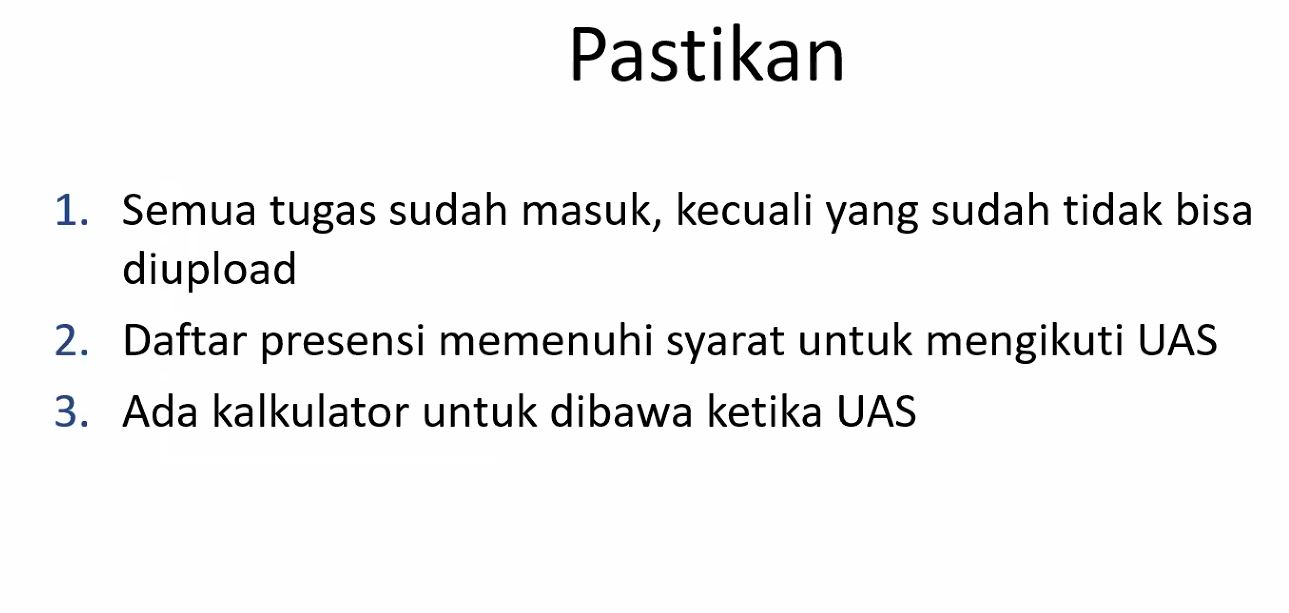 Pastikan
1. Semua tugas sudah masuk, kecuali yang sudah tidak bisa
diupload
2. Daftar presensi memenuhi syarat untuk mengikuti UAS
3. Ada kalkulator untuk dibawa ketika UAS